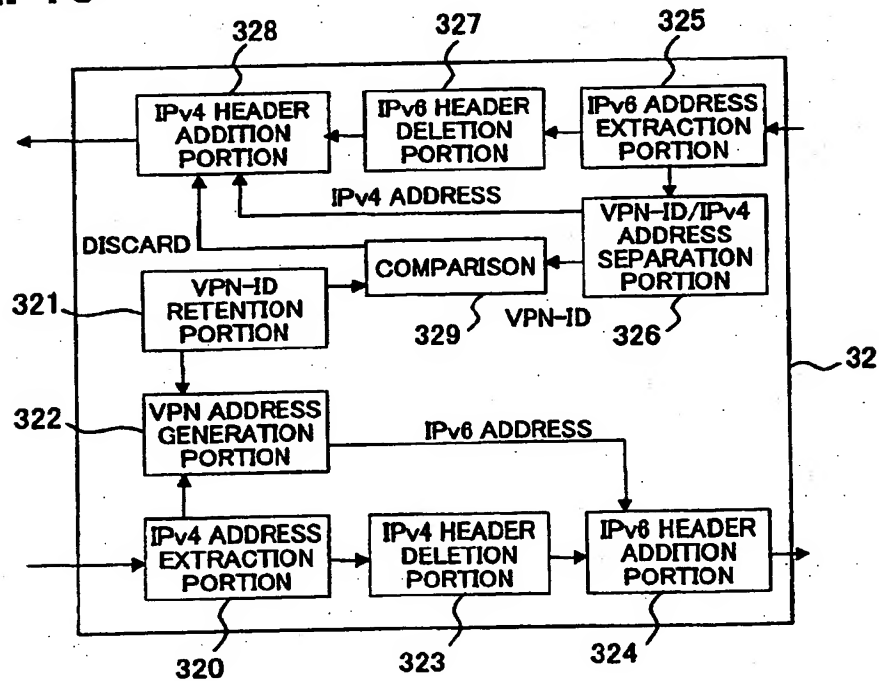 328
327
325
IPv4 HEADER
ADDITION
PORTION
IPv6 HEADER
DELETION
PORTION
IPv6 ADDRESS
EXTRACTION
PORTION
IPv4 ADDRESS
DISCARD
VPN-ID/IPv4
ADDRESS
SEPARATION
PORTION
COMPARISON
321
VPN-ID
RETENTION
PORTION
329
VPN-ID
326
32
322
VPN ADDRESS
GENERATION
PORTION
IPv6 ADDRESS
IPv4 ADDRESS
EXTRACTION
PORTION
IPv4 HEADER
DELETION
PORTION
IPv6 HEADER
ADDITION
PORTION
320
323
324